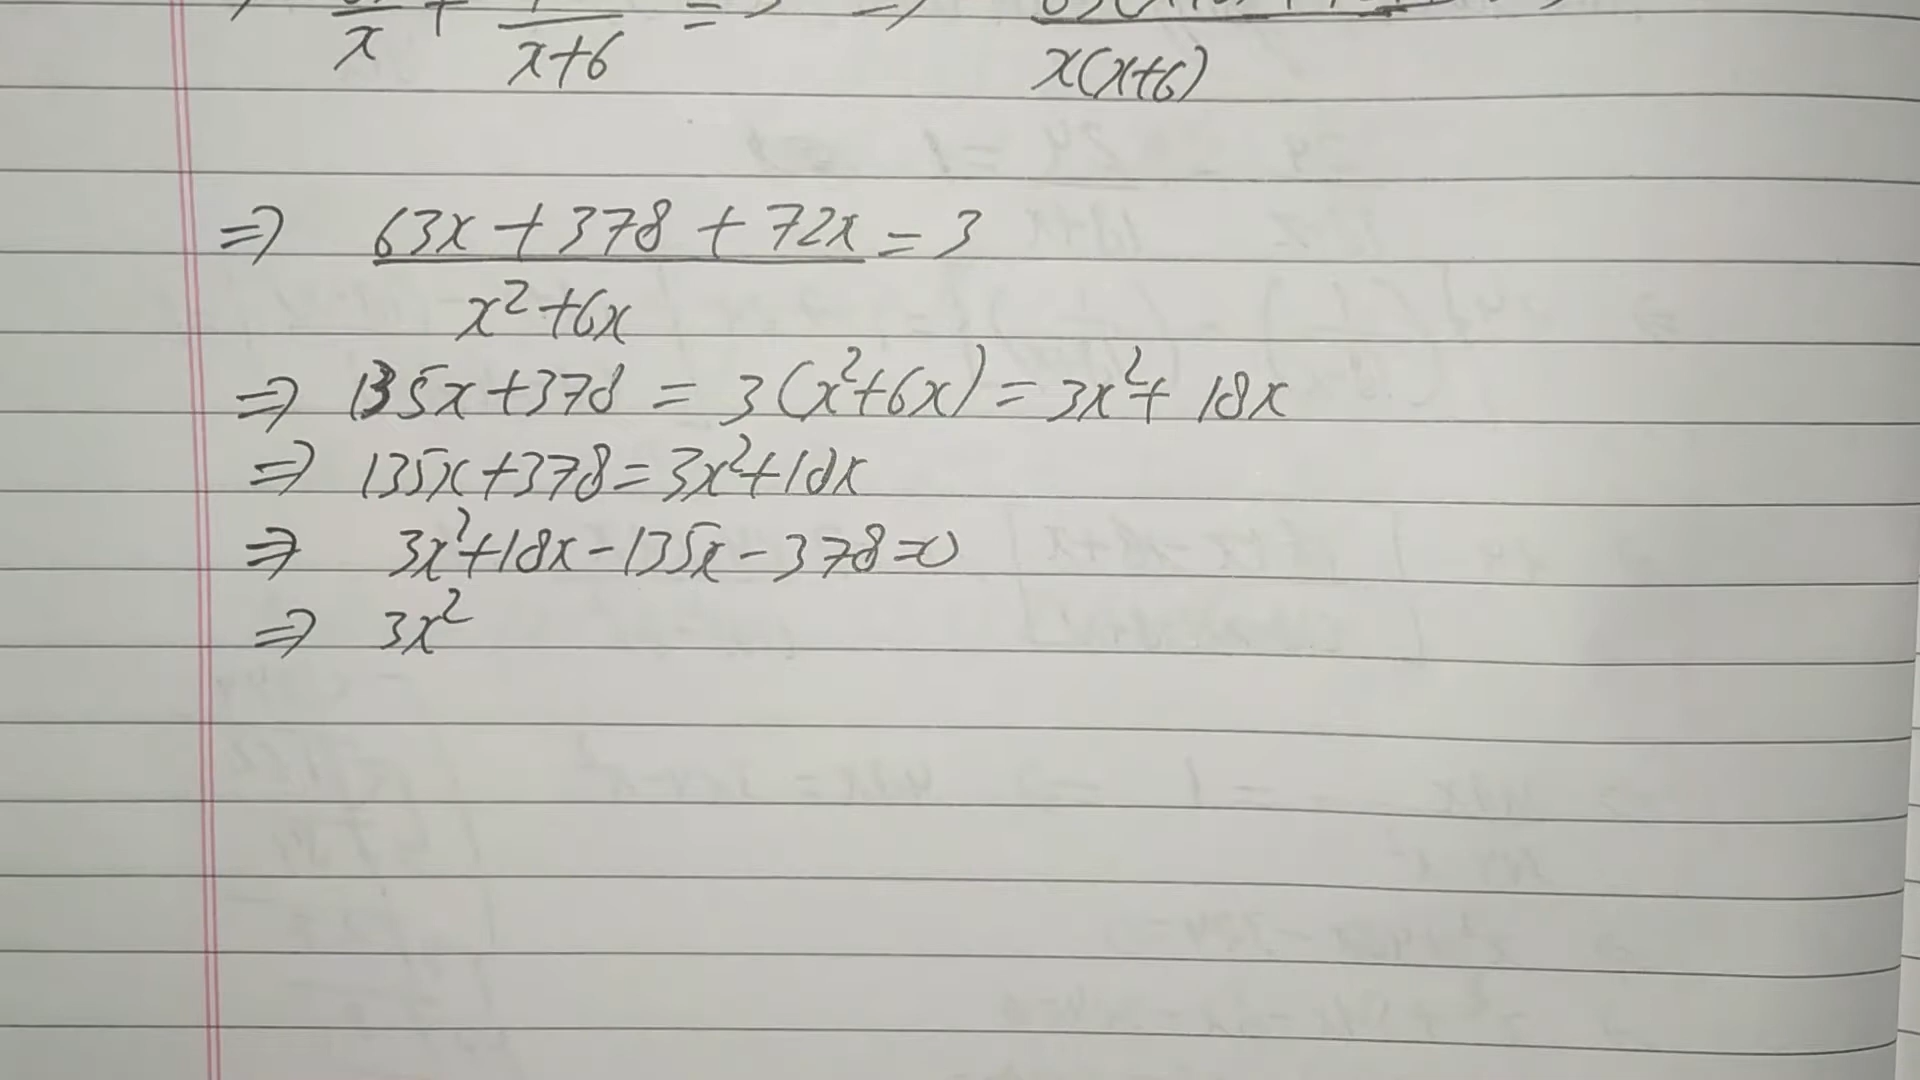 x + x+6 = ⇒ x(x+6)
⇒ 63x + 378 + 72x = 3
x² + 6x
⇒ 135x + 378 = 3(x² + 6x) = 3x² + 18x
⇒ 135x + 378 = 3x² + 18x
⇒ 3x² + 18x - 135x - 378 = 0
⇒ 3x²